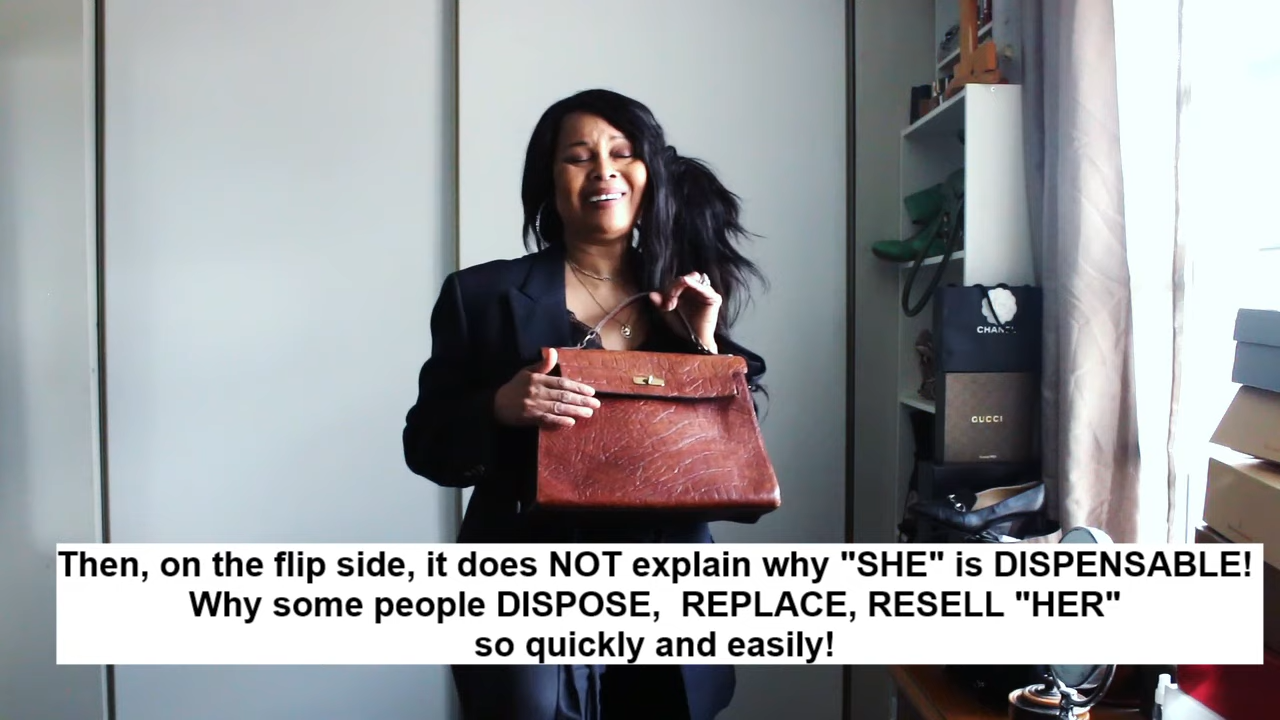 CHANEL
GUCCI
Then, on the flip side, it does NOT explain why "SHE" is DISPENSABLE!
Why some people DISPOSE,  REPLACE, RESELL "HER"
so quickly and easily!